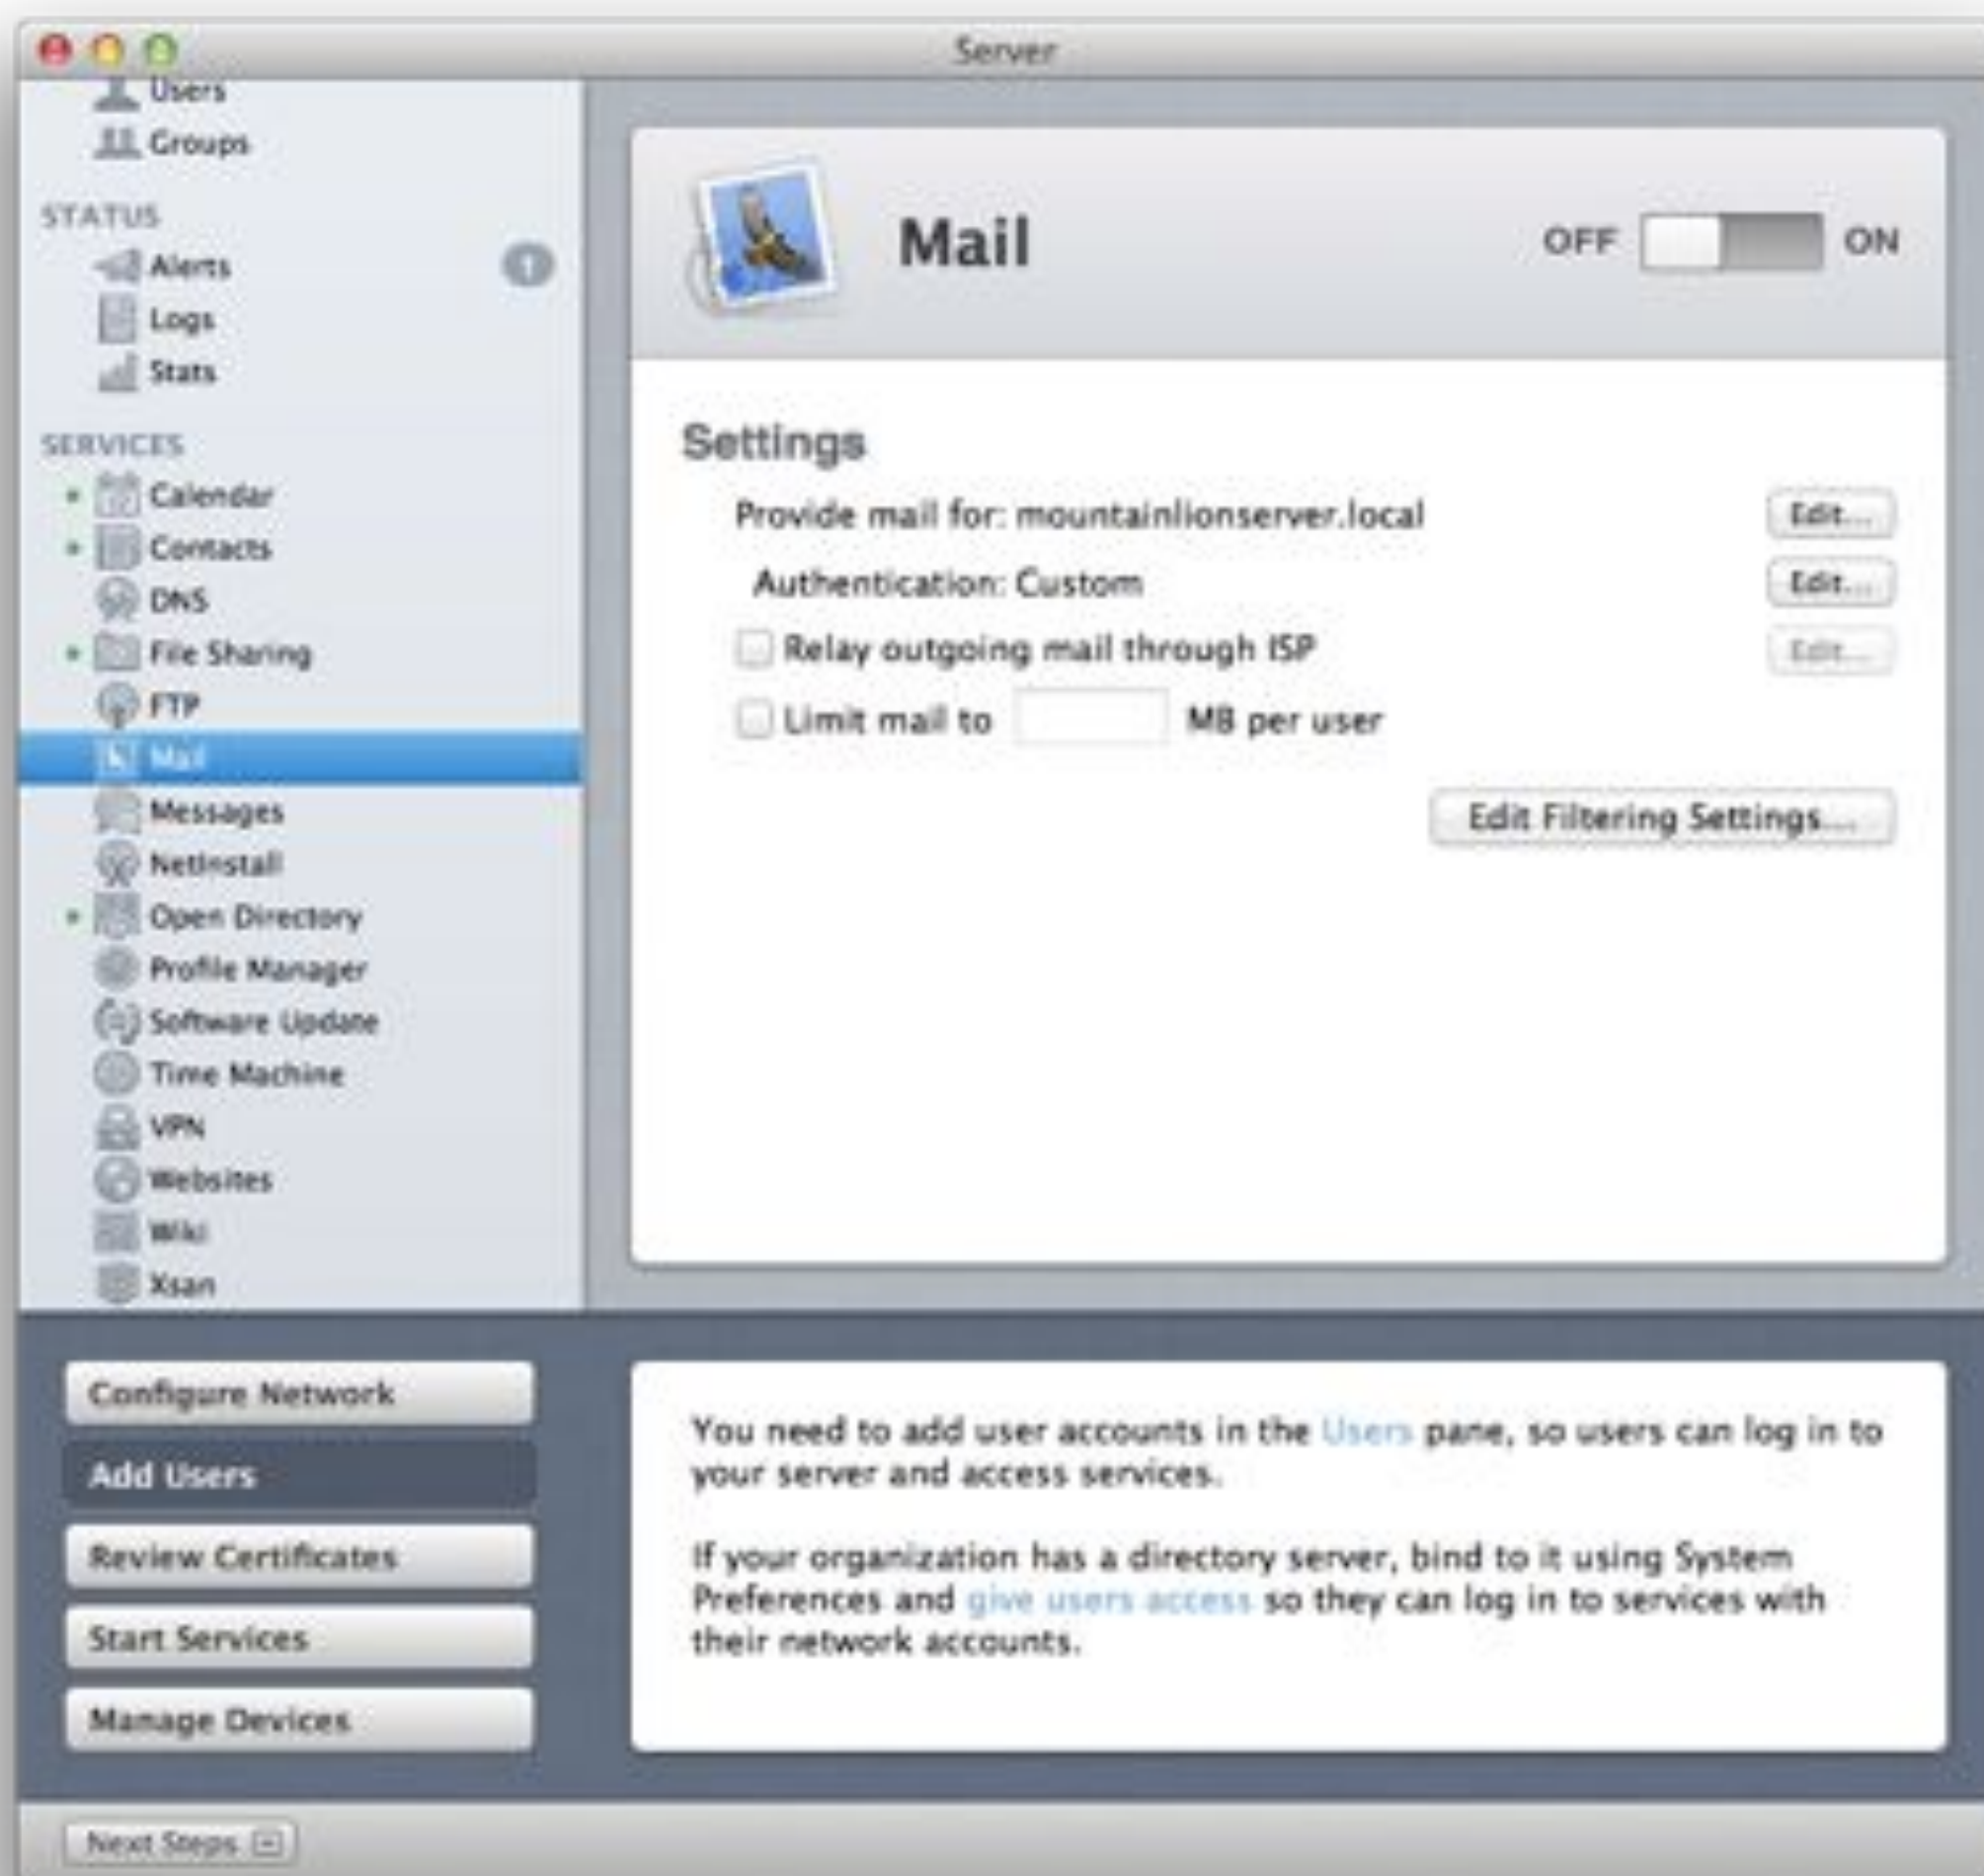 Server
Users
Groups
STATUS
Alerts
1
Logs
Stats
SERVICES
Calendar
Contacts
DNS
File Sharing
FTP
Mail
Messages
NetInstall
Open Directory
Profile Manager
Software Update
Time Machine
VPN
Websites
Wiki
Xsan
Mail
OFF ON
Settings
Provide mail for: mountainlionserver.local Edit...
Authentication: Custom Edit...
Relay outgoing mail through ISP Edit...
Limit mail to MB per user
Edit Filtering Settings...
Configure Network
Add Users
Review Certificates
Start Services
Manage Devices
You need to add user accounts in the Users pane, so users can log in to
your server and access services.
If your organization has a directory server, bind to it using System
Preferences and give users access so they can log in to services with
their network accounts.
Next Steps